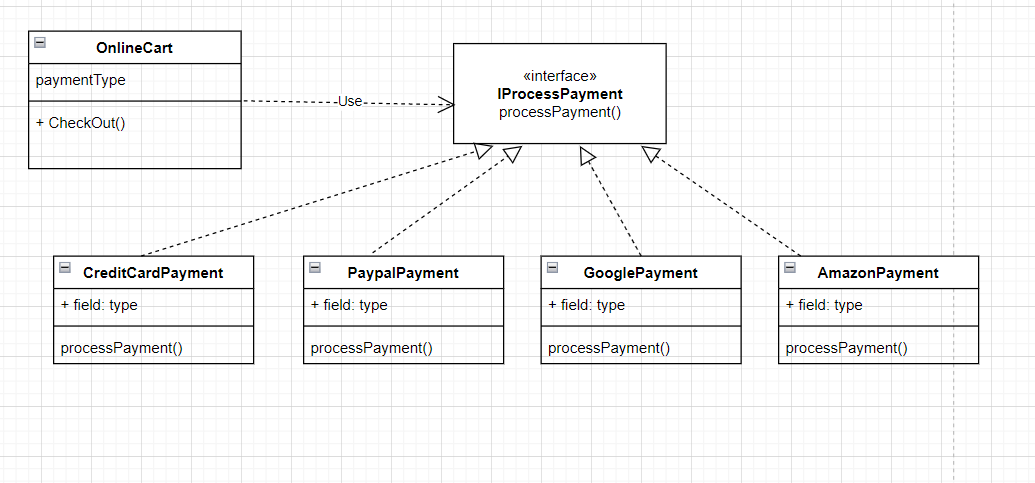 OnlineCart
paymentType
+ CheckOut()
Use
«interface»
IProcessPayment
processPayment()
CreditCardPayment
+ field: type
processPayment()
PaypalPayment
+ field: type
processPayment()
GooglePayment
+ field: type
processPayment()
AmazonPayment
+ field: type
processPayment()